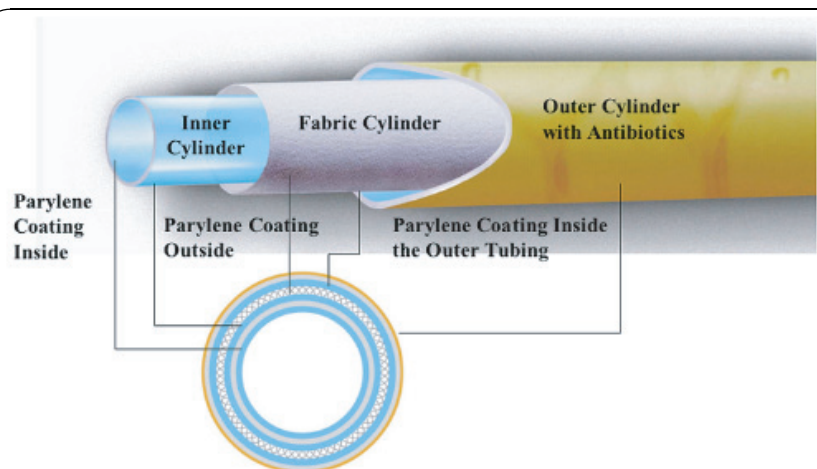 Inner
Cylinder
Fabric Cylinder
Outer Cylinder
with Antibiotics
Parylene
Coating
Inside
Parylene Coating
Outside
Parylene Coating Inside
the Outer Tubing